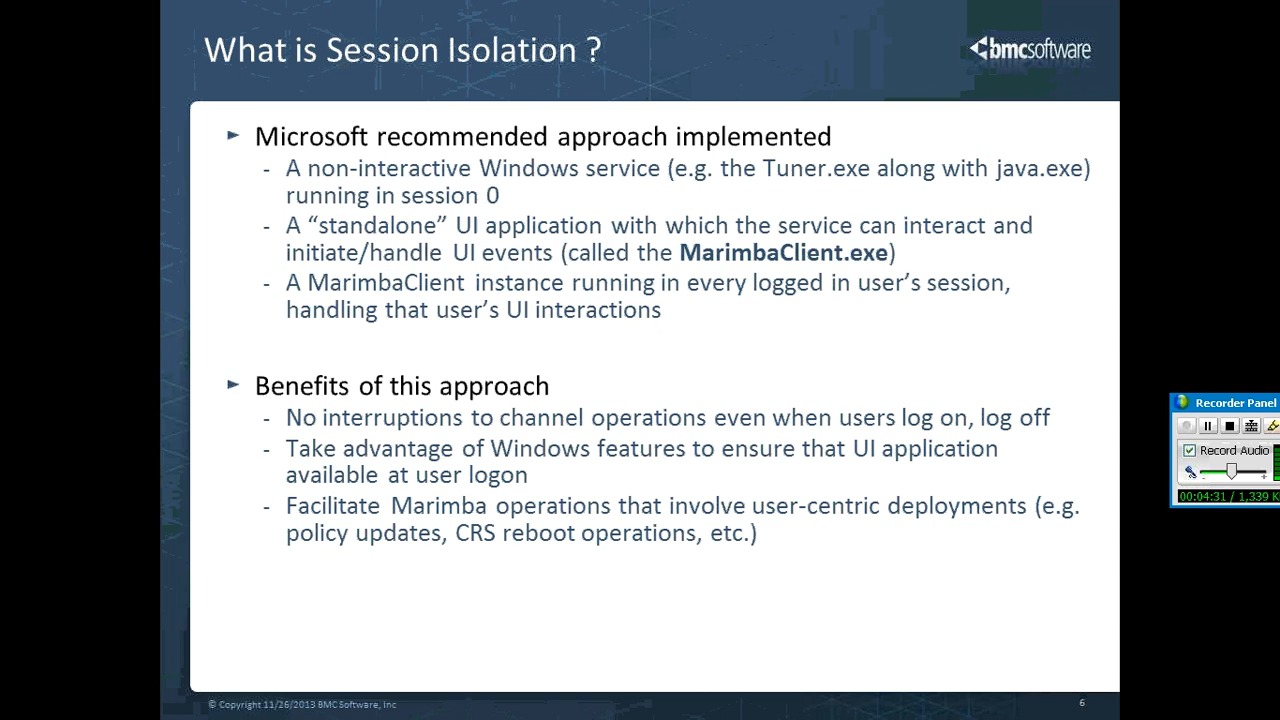 What is Session Isolation ?
bmcsoftware
► Microsoft recommended approach implemented
- A non-interactive Windows service (e.g. the Tuner.exe along with java.exe)
running in session 0
- A “standalone” UI application with which the service can interact and
initiate/handle UI events (called the MarimbaClient.exe)
- A MarimbaClient instance running in every logged in user’s session,
handling that user’s UI interactions
► Benefits of this approach
- No interruptions to channel operations even when users log on, log off
- Take advantage of Windows features to ensure that UI application
available at user logon
- Facilitate Marimba operations that involve user-centric deployments (e.g.
policy updates, CRS reboot operations, etc.)
Recorder Panel
Record Audio
- +
00:04:31 / 1,339 K
© Copyright 11/26/2013 BMC Software, Inc
6